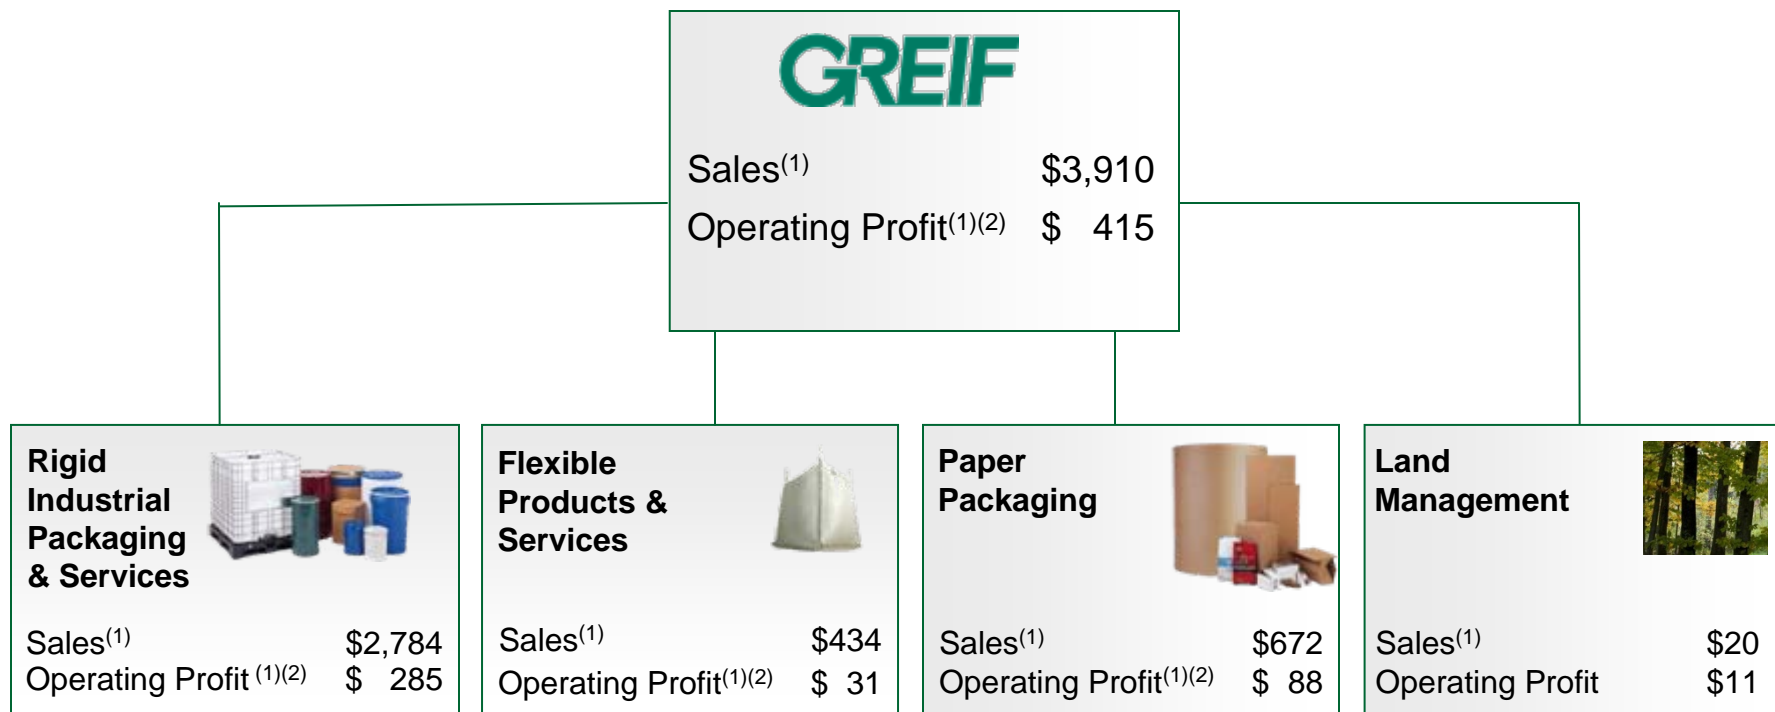 GREIF
Sales(1) $3,910
Operating Profit(1)(2) $ 415
Rigid
Industrial
Packaging
& Services
Sales(1) $2,784
Operating Profit (1)(2) $ 285
Flexible
Products &
Services
Sales(1) $434
Operating Profit(1)(2) $ 31
Paper
Packaging
Sales(1) $672
Operating Profit(1)(2) $ 88
Land
Management
Sales(1) $20
Operating Profit $11